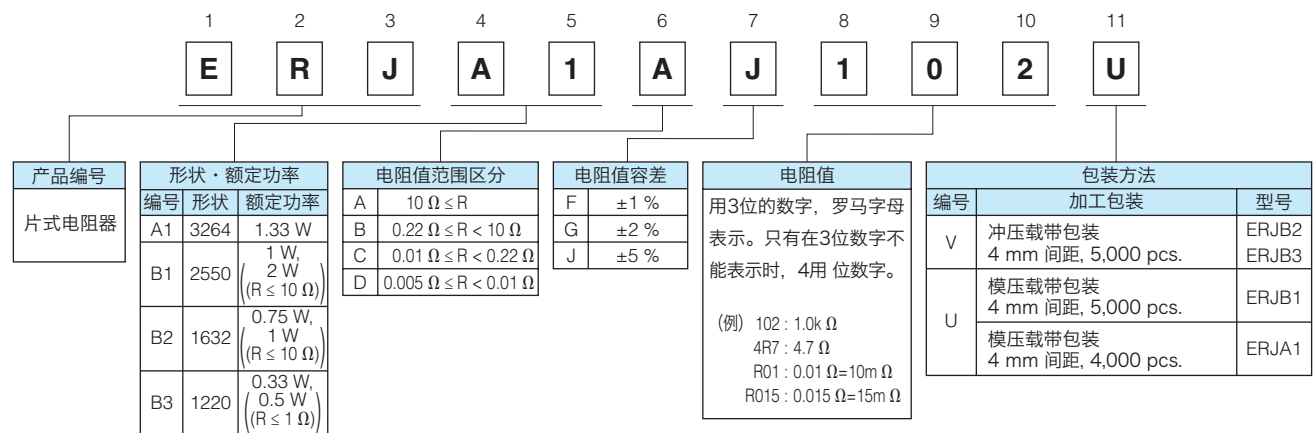 1 2 3 4 5 6 7 8 9 10 11
E R J A 1 A J 1 0 2 U
产品编号
片式电阻器
形状・额定功率
编号 形状 额定功率
A1 3264 1.33 W
B1 2550 1 W,
2 W
(R ≤ 10 Ω)
B2 1632 0.75 W,
1 W
(R ≤ 10 Ω)
B3 1220 0.33 W,
0.5 W
(R ≤ 1 Ω)
电阻值范围区分
A 10 Ω ≤ R
B 0.22 Ω ≤ R < 10 Ω
C 0.01 Ω ≤ R < 0.22 Ω
D 0.005 Ω ≤ R < 0.01 Ω
电阻值容差
F ±1 %
G ±2 %
J ±5 %
电阻值
用3位的数字，罗马字母
表示。只有在3位数字不
能表示时，4用 位数字。
(例) 102 : 1.0k Ω
4R7 : 4.7 Ω
R01 : 0.01 Ω=10m Ω
R015 : 0.015 Ω=15m Ω
包装方法
编号 加工包装 型号
V 冲压载带包装
4 mm 间距, 5,000 pcs.
ERJB2
ERJB3
U 模压载带包装
4 mm 间距, 5,000 pcs.
ERJB1
模压载带包装
4 mm 间距, 4,000 pcs.
ERJA1